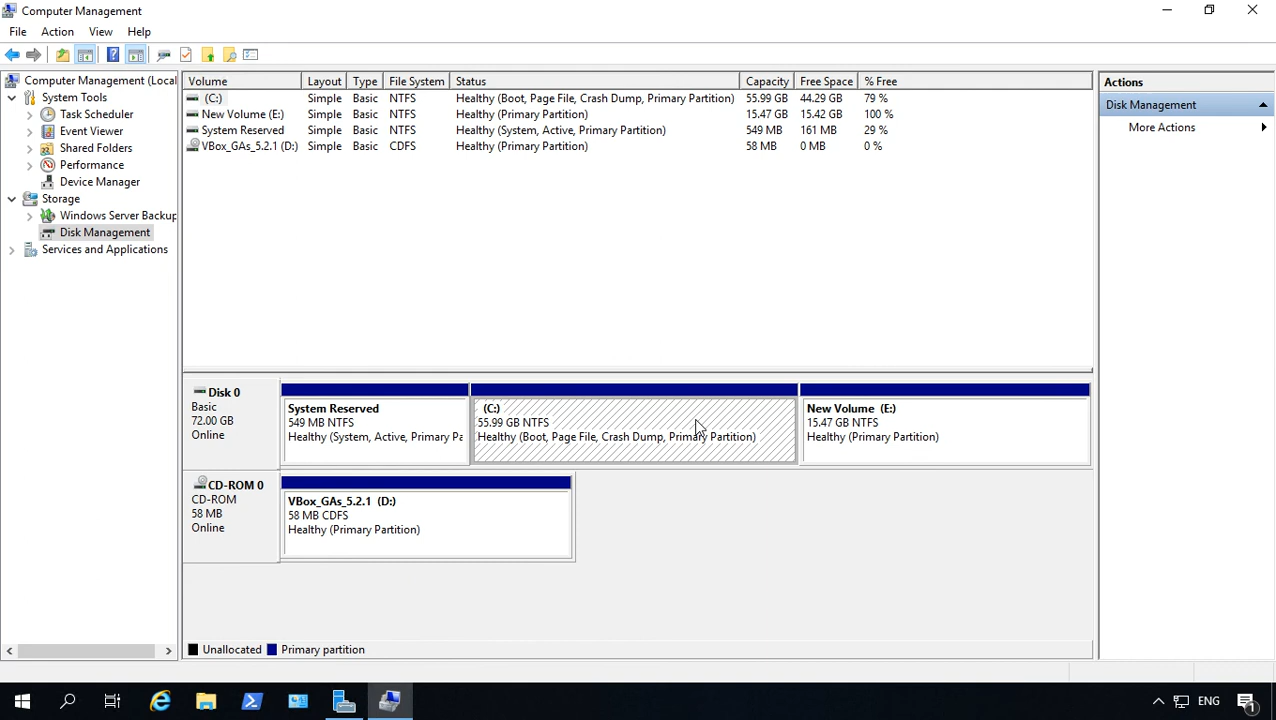 Computer Management
File Action View Help
Computer Management (Local
System Tools
Task Scheduler
Event Viewer
Shared Folders
Performance
Device Manager
Storage
Windows Server Backup
Disk Management
Services and Applications
Volume Layout Type File System Status Capacity Free Space % Free
(C:) Simple Basic NTFS Healthy (Boot, Page File, Crash Dump, Primary Partition) 55.99 GB 44.29 GB 79 %
New Volume (E:) Simple Basic NTFS Healthy (Primary Partition) 15.47 GB 15.42 GB 100 %
System Reserved Simple Basic NTFS Healthy (System, Active, Primary Partition) 549 MB 161 MB 29 %
VBox_GAs_5.2.1 (D:) Simple Basic CDFS Healthy (Primary Partition) 58 MB 0 MB 0 %
Disk 0
Basic
72.00 GB
Online
System Reserved
549 MB NTFS
Healthy (System, Active, Primary Pa
(C:)
55.99 GB NTFS
Healthy (Boot, Page File, Crash Dump, Primary Partition)
New Volume (E:)
15.47 GB NTFS
Healthy (Primary Partition)
CD-ROM 0
CD-ROM
58 MB
Online
VBox_GAs_5.2.1 (D:)
58 MB CDFS
Healthy (Primary Partition)
Unallocated Primary partition
Actions
Disk Management
More Actions
ENG
1